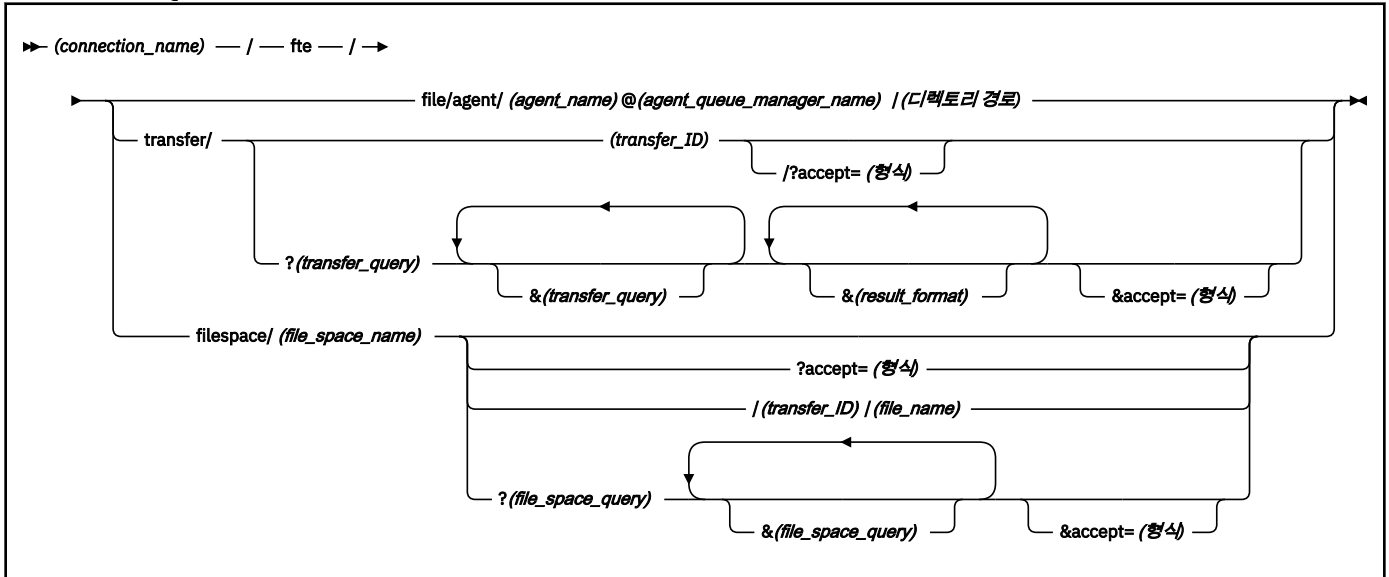 (connection_name) / fte /
file/agent/ (agent_name) @(agent_queue_manager_name) / (디렉토리 경로)
transfer/ (transfer_ID)
/?accept= (형식)
?(transfer_query)
&(transfer_query) &(result_format) &accept= (형식)
filespace/ (file_space_name)
?accept= (형식)
/ (transfer_ID) / (file_name)
?(file_space_query)
&(file_space_query) &accept= (형식)